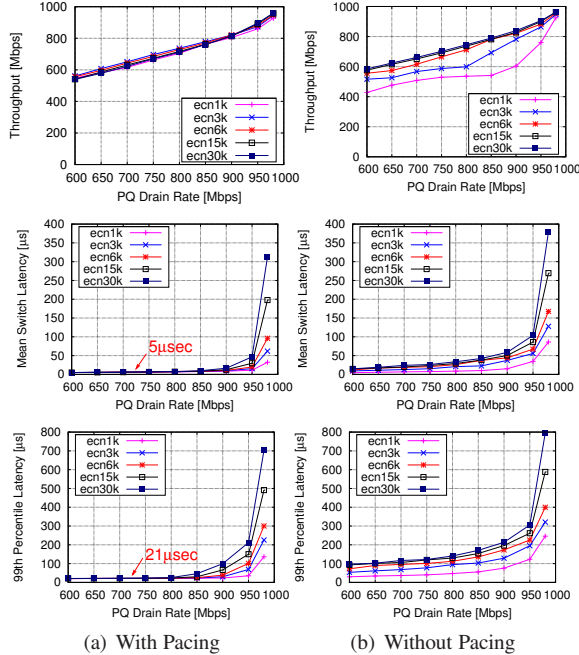 1000
800
600
400
200
0
Throughput [Mbps]
ecn1k
ecn3k
ecn6k
ecn15k
ecn30k
600 650 700 750 800 850 900 950 1000
PQ Drain Rate [Mbps]
1000
800
600
400
200
0
Throughput [Mbps]
ecn1k
ecn3k
ecn6k
ecn15k
ecn30k
600 650 700 750 800 850 900 950 1000
PQ Drain Rate [Mbps]
400
350
300
250
200
150
100
50
0
Mean Switch Latency [µs]
ecn1k
ecn3k
ecn6k
ecn15k
ecn30k
5µsec
600 650 700 750 800 850 900 950 1000
PQ Drain Rate [Mbps]
400
350
300
250
200
150
100
50
0
Mean Switch Latency [µs]
ecn1k
ecn3k
ecn6k
ecn15k
ecn30k
600 650 700 750 800 850 900 950 1000
PQ Drain Rate [Mbps]
800
700
600
500
400
300
200
100
0
99th Percentile Latency [µs]
ecn1k
ecn3k
ecn6k
ecn15k
ecn30k
21µsec
600 650 700 750 800 850 900 950 1000
PQ Drain Rate [Mbps]
800
700
600
500
400
300
200
100
0
99th Percentile Latency [µs]
ecn1k
ecn3k
ecn6k
ecn15k
ecn30k
600 650 700 750 800 850 900 950 1000
PQ Drain Rate [Mbps]
(a) With Pacing
(b) Without Pacing